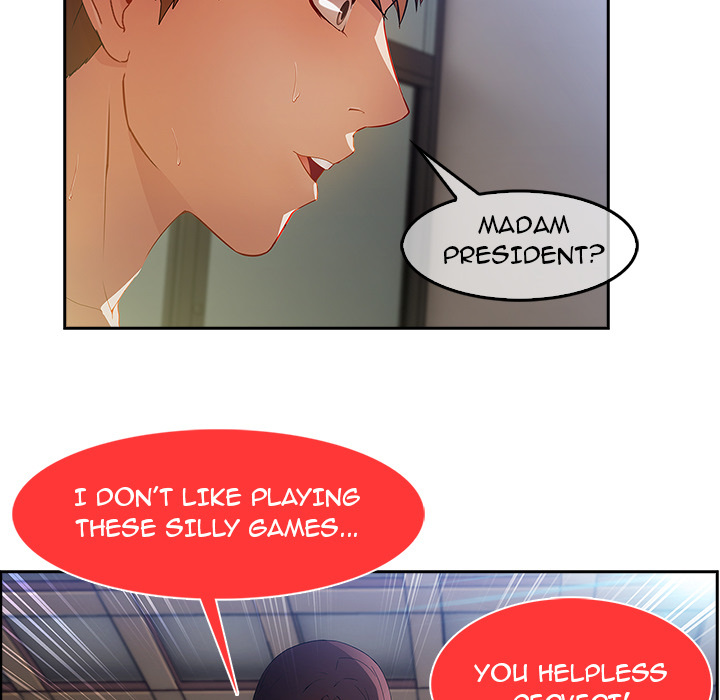 MADAM
PRESIDENT?
I DON'T LIKE PLAYING
THESE SILLY GAMES...
YOU HELPLESS